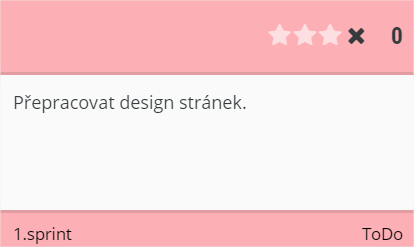 0
Přepracovat design stránek.
1.sprint ToDo